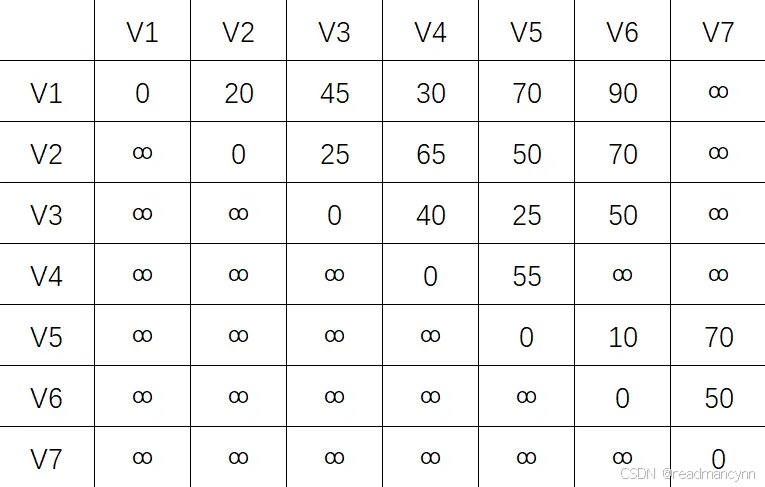 V1 V2 V3 V4 V5 V6 V7
V1 0 20 45 30 70 90 ∞
V2 ∞ 0 25 65 50 70 ∞
V3 ∞ ∞ 0 40 25 50 ∞
V4 ∞ ∞ ∞ 0 55 ∞ ∞
V5 ∞ ∞ ∞ ∞ 0 10 70
V6 ∞ ∞ ∞ ∞ ∞ 0 50
V7 ∞ ∞ ∞ ∞ ∞ ∞ 0
CSDN @readmancynn